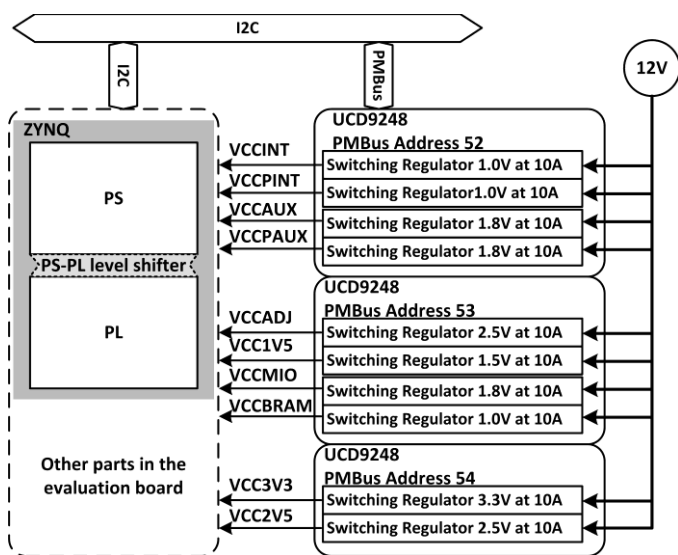 I2C
I2C
PMBus
12V
ZYNQ
PS
PS-PL level shifter
PL
Other parts in the
evaluation board
VCCINT
VCCPINT
VCCAUX
VCCPAUX
VCCADJ
VCC1V5
VCCMIO
VCCBRAM
VCC3V3
VCC2V5
UCD9248
PMBus Address 52
Switching Regulator 1.0V at 10A
Switching Regulator1.0V at 10A
Switching Regulator 1.8V at 10A
Switching Regulator 1.8V at 10A
UCD9248
PMBus Address 53
Switching Regulator 2.5V at 10A
Switching Regulator 1.5V at 10A
Switching Regulator 1.8V at 10A
Switching Regulator 1.0V at 10A
UCD9248
PMBus Address 54
Switching Regulator 3.3V at 10A
Switching Regulator 2.5V at 10A